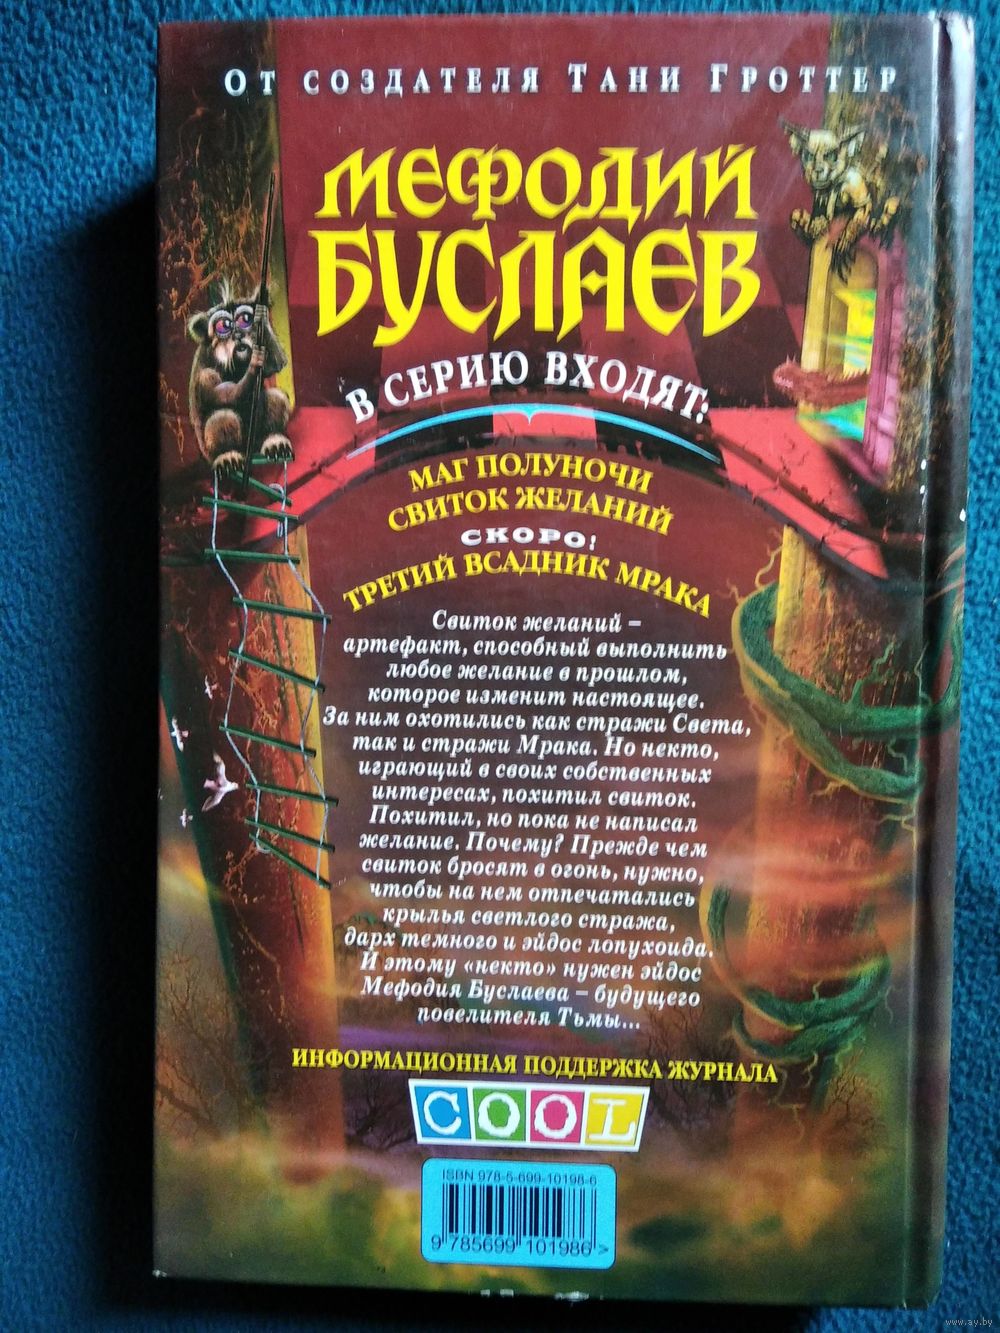 От создателя Тани Гроттер
МЕФОДИЙ
БУСЛАЕВ
В СЕРИЮ ВХОДЯТ:
МАГ ПОЛУНОЧИ
СВИТОК ЖЕЛАНИЙ
СКОРО:
ТРЕТИЙ ВСАДНИК МРАКА
Свиток желаний –
артефакт, способный выполнить
любое желание в прошлом,
которое изменит настоящее.
За ним охотились как стражи Света,
так и стражи Мрака. Но некто,
играющий в своих собственных
интересах, похитил свиток.
Похитил, но пока не написал
желание. Почему? Прежде чем
свиток бросят в огонь, нужно,
чтобы на нем отпечатались
крылья светлого стража,
дарх темного и эйдос лопухоида.
И этому «некто» нужен эйдос
Мефодия Буслаева – будущего
повелителя Тьмы...
ИНФОРМАЦИОННАЯ ПОДДЕРЖКА ЖУРНАЛА
COOL
ISBN 978-5-699-10198-6
9 785699 101986 >
www.ay.by